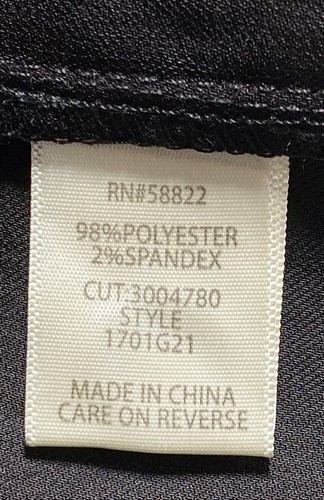 RN#58822
98%POLYESTER
2%SPANDEX
CUT:3004780
STYLE
1701G21
MADE IN CHINA
CARE ON REVERSE